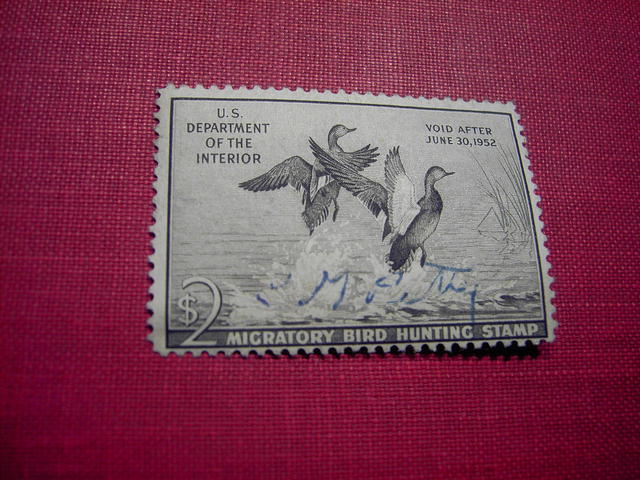 U.S.
DEPARTMENT
OF THE
INTERIOR
VOID AFTER
JUNE 30, 1952
$2
MIGRATORY BIRD HUNTING STAMP